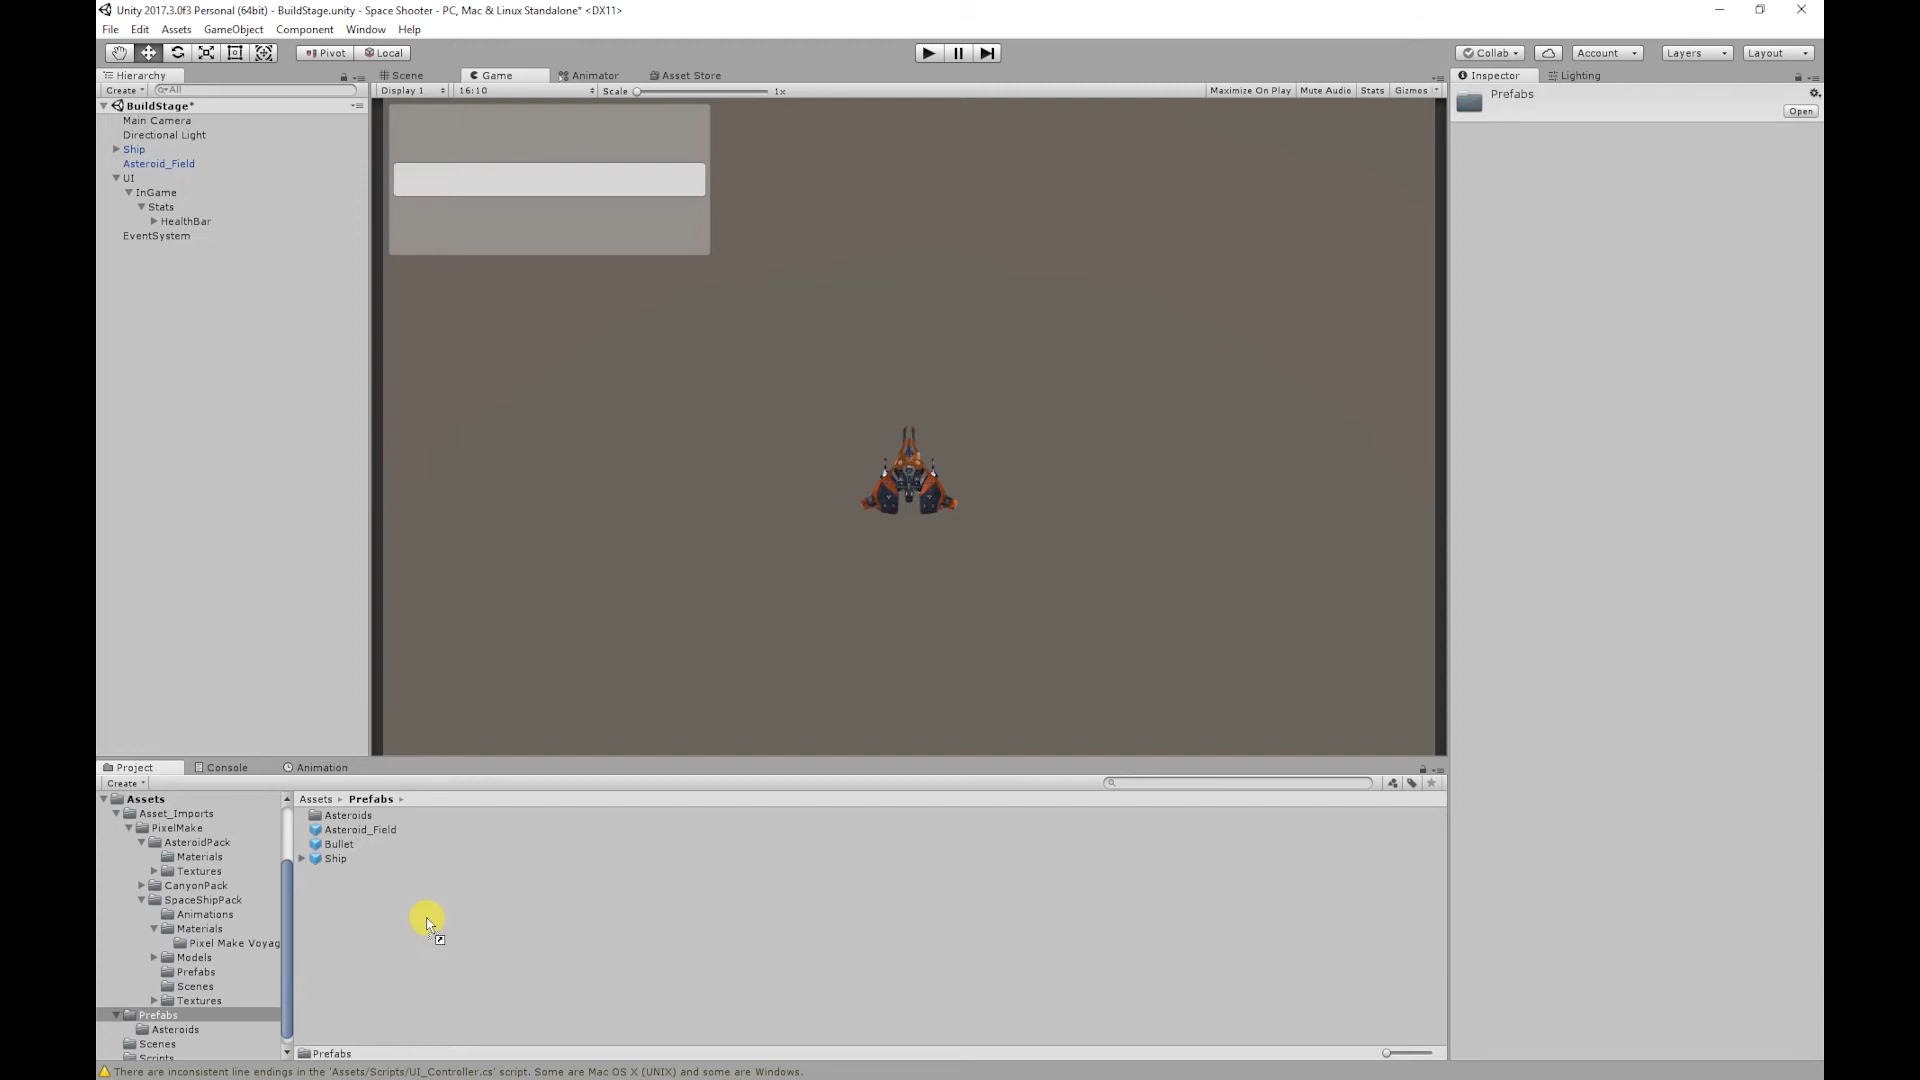 Unity 2017.3.0f3 Personal (64bit) - BuildStage.unity - Space Shooter - PC, Mac & Linux Standalone* <DX11>
File Edit Assets GameObject Component Window Help
Pivot Local Collab Account Layers Layout
Hierarchy Scene Game Animator Asset Store Inspector Lighting
Create All Display 1 16:10 Scale 1x Maximize On Play Mute Audio Stats Gizmos
Prefabs
Open
BuildStage*
Main Camera
Directional Light
Ship
Asteroid_Field
UI
InGame
Stats
HealthBar
EventSystem
Project Console Animation
Create
Assets
Asset_Imports
PixelMake
AsteroidPack
Materials
Textures
CanyonPack
SpaceShipPack
Animations
Materials
Pixel Make Voyag
Models
Prefabs
Scenes
Textures
Prefabs
Asteroids
Scenes
Scripts
Assets Prefabs
Asteroids
Asteroid_Field
Bullet
Ship
Prefabs
There are inconsistent line endings in the 'Assets/Scripts/UI_Controller.cs' script. Some are Mac OS X (UNIX) and some are Windows.